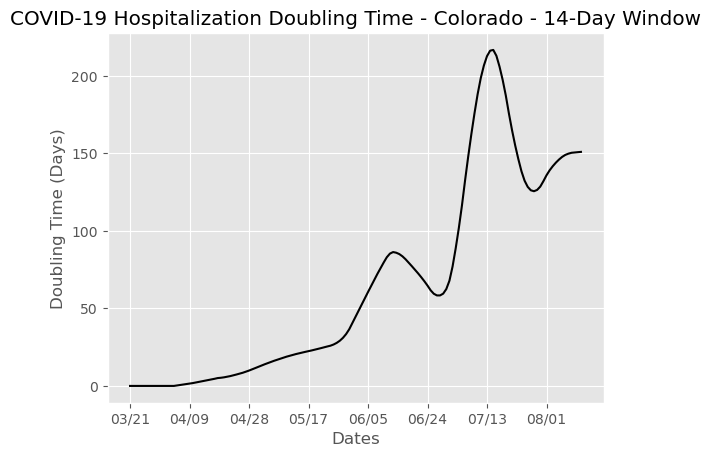 COVID-19 Hospitalization Doubling Time - Colorado - 14-Day Window
Doubling Time (Days)
200
150
100
50
0
03/21 04/09 04/28 05/17 06/05 06/24 07/13 08/01
Dates